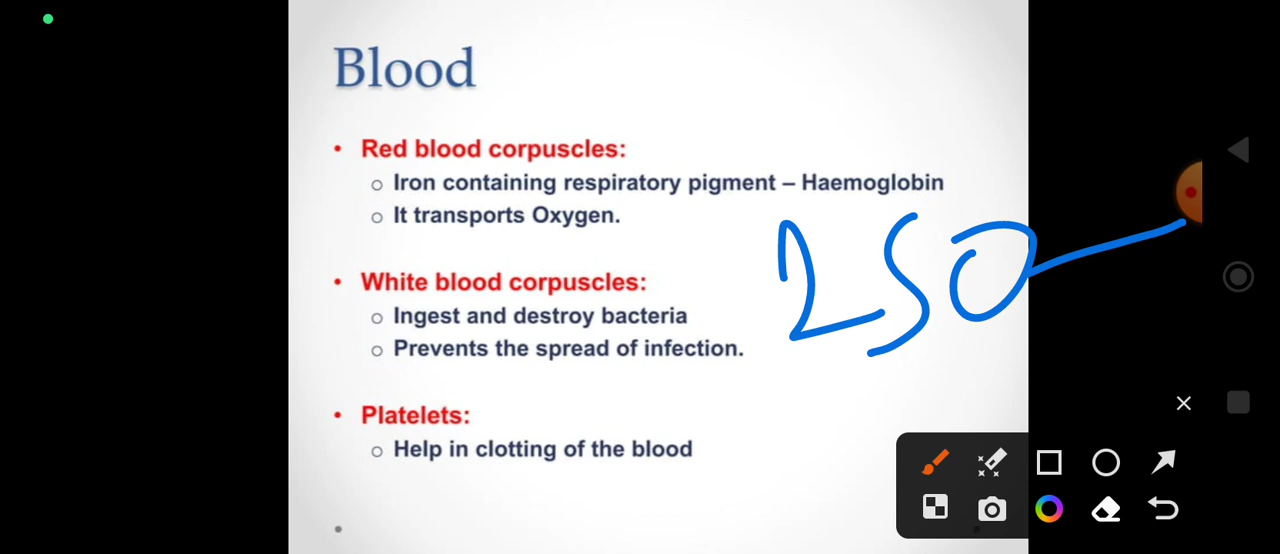 Blood
• Red blood corpuscles:
o Iron containing respiratory pigment – Haemoglobin
o It transports Oxygen.
250
• White blood corpuscles:
o Ingest and destroy bacteria
o Prevents the spread of infection.
• Platelets:
o Help in clotting of the blood